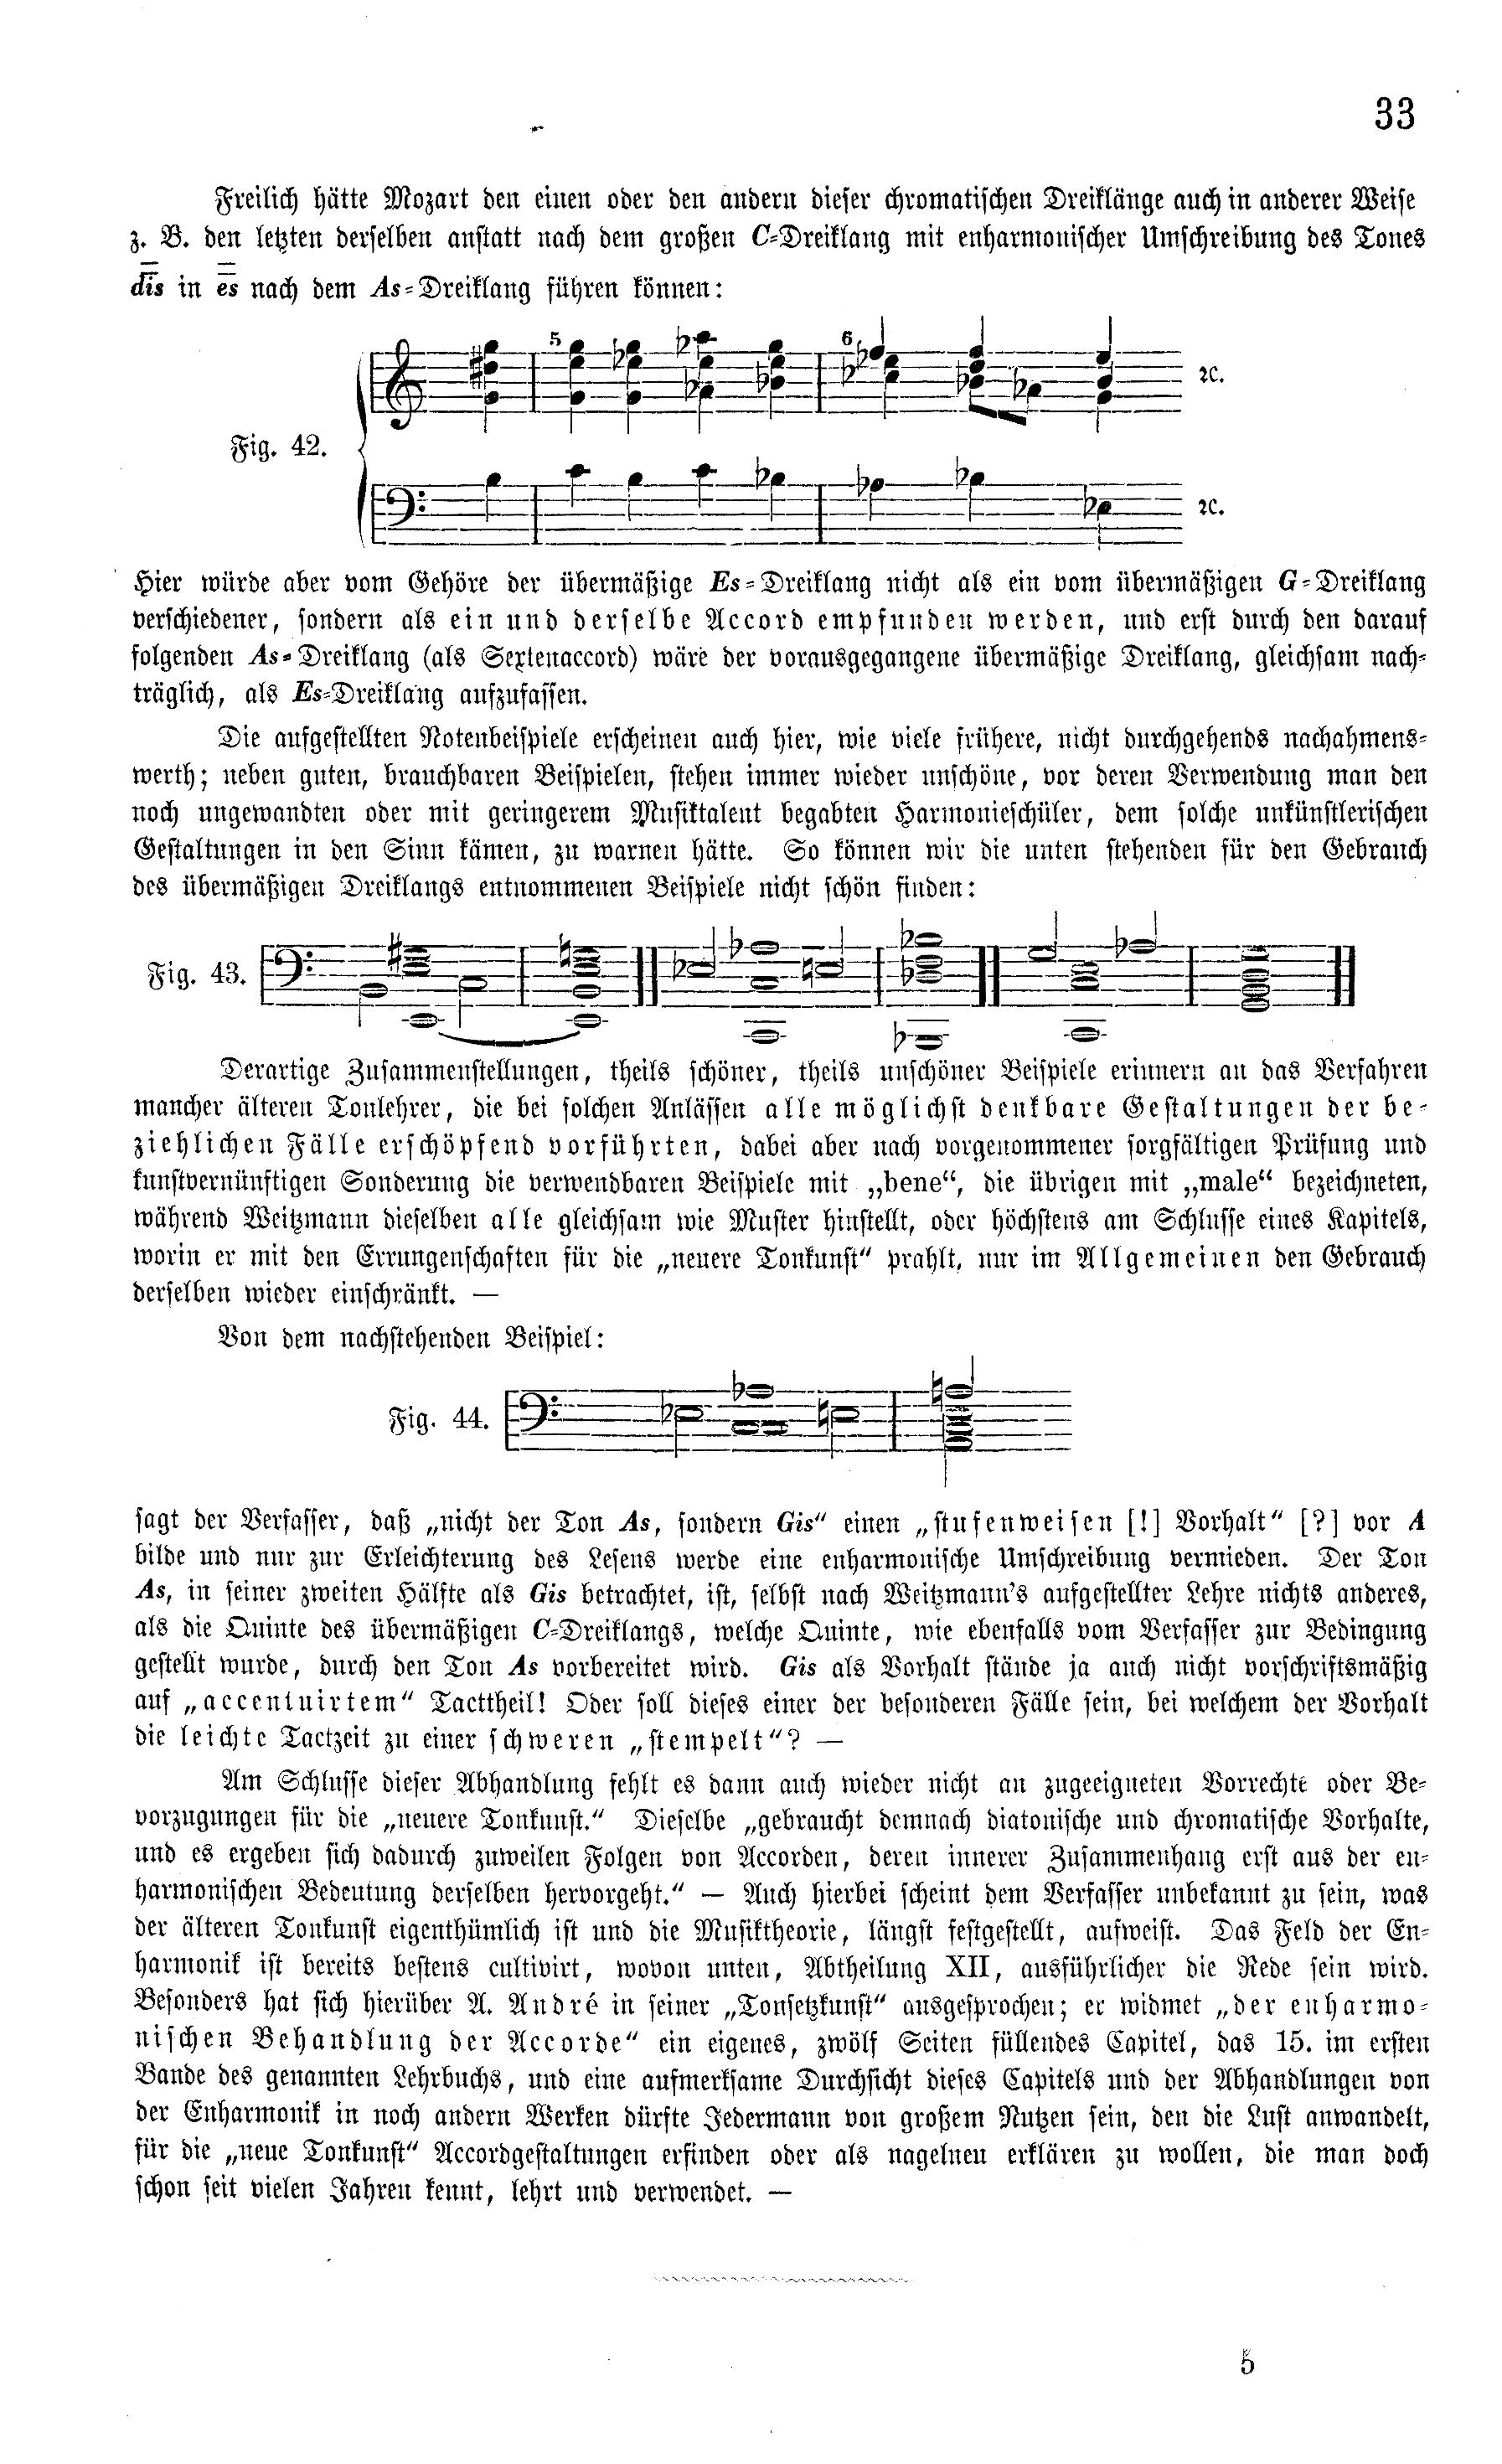 33
Freilich hätte Mozart den einen oder den andern dieser chromatischen Dreiklänge auch in anderer Weise
z. B. den letzten derselben anstatt nach dem großen C-Dreiklang mit enharmonischer Umschreibung des Tones
dis in es nach dem As-Dreiklang führen können:
5 6
ꝛc.
Fig. 42.
ꝛc.
Hier würde aber vom Gehöre der übermäßige Es-Dreiklang nicht als ein vom übermäßigen G-Dreiklang
verschiedener, sondern als ein und derselbe Accord empfunden werden, und erst durch den darauf
folgenden As-Dreiklang (als Sextenaccord) wäre der vorausgegangene übermäßige Dreiklang, gleichsam nach-
träglich, als Es-Dreiklang aufzufassen.
Die aufgestellten Notenbeispiele erscheinen auch hier, wie viele frühere, nicht durchgehends nachahmens-
werth; neben guten, brauchbaren Beispielen, stehen immer wieder unschöne, vor deren Verwendung man den
noch ungewandten oder mit geringerem Musiktalent begabten Harmonieschüler, dem solche unkünstlerischen
Gestaltungen in den Sinn kämen, zu warnen hätte. So können wir die unten stehenden für den Gebrauch
des übermäßigen Dreiklangs entnommenen Beispiele nicht schön finden:
Fig. 43.
Derartige Zusammenstellungen, theils schöner, theils unschöner Beispiele erinnern an das Verfahren
mancher älteren Tonlehrer, die bei solchen Anlässen alle möglichst denkbare Gestaltungen der be-
ziehlichen Fälle erschöpfend vorführten, dabei aber nach vorgenommener sorgfältigen Prüfung und
kunstvernünftigen Sonderung die verwendbaren Beispiele mit „bene“, die übrigen mit „male“ bezeichneten,
während Weitzmann dieselben alle gleichsam wie Muster hinstellt, oder höchstens am Schlusse eines Kapitels,
worin er mit den Errungenschaften für die „neuere Tonkunst“ prahlt, nur im Allgemeinen den Gebrauch
derselben wieder einschränkt. —
Von dem nachstehenden Beispiel:
Fig. 44.
sagt der Verfasser, daß „nicht der Ton As, sondern Gis“ einen „stufenweisen [!] Vorhalt“ [?] vor A
bilde und nur zur Erleichterung des Lesens werde eine enharmonische Umschreibung vermieden. Der Ton
As, in seiner zweiten Hälfte als Gis betrachtet, ist, selbst nach Weitzmann's aufgestellter Lehre nichts anderes,
als die Quinte des übermäßigen C-Dreiklangs, welche Quinte, wie ebenfalls vom Verfasser zur Bedingung
gestellt wurde, durch den Ton As vorbereitet wird. Gis als Vorhalt stände ja auch nicht vorschriftsmäßig
auf „accentuirtem“ Tacttheil! Oder soll dieses einer der besonderen Fälle sein, bei welchem der Vorhalt
die leichte Tactzeit zu einer schweren „stempelt“? —
Am Schlusse dieser Abhandlung fehlt es dann auch wieder nicht an zugeeigneten Vorrechte oder Be-
vorzugungen für die „neuere Tonkunst.“ Dieselbe „gebraucht demnach diatonische und chromatische Vorhalte,
und es ergeben sich dadurch zuweilen Folgen von Accorden, deren innerer Zusammenhang erst aus der en-
harmonischen Bedeutung derselben hervorgeht.“ — Auch hierbei scheint dem Verfasser unbekannt zu sein, was
der älteren Tonkunst eigenthümlich ist und die Musiktheorie, längst festgestellt, aufweist. Das Feld der En-
harmonik ist bereits bestens cultivirt, wovon unten, Abtheilung XII, ausführlicher die Rede sein wird.
Besonders hat sich hierüber A. André in seiner „Tonsetzkunst“ ausgesprochen; er widmet „der enharmo-
nischen Behandlung der Accorde“ ein eigenes, zwölf Seiten füllendes Capitel, das 15. im ersten
Bande des genannten Lehrbuchs, und eine aufmerksame Durchsicht dieses Capitels und der Abhandlungen von
der Enharmonik in noch andern Werken dürfte Jedermann von großem Nutzen sein, den die Lust anwandelt,
für die „neue Tonkunst“ Accordgestaltungen erfinden oder als nagelneu erklären zu wollen, die man doch
schon seit vielen Jahren kennt, lehrt und verwendet. —
5